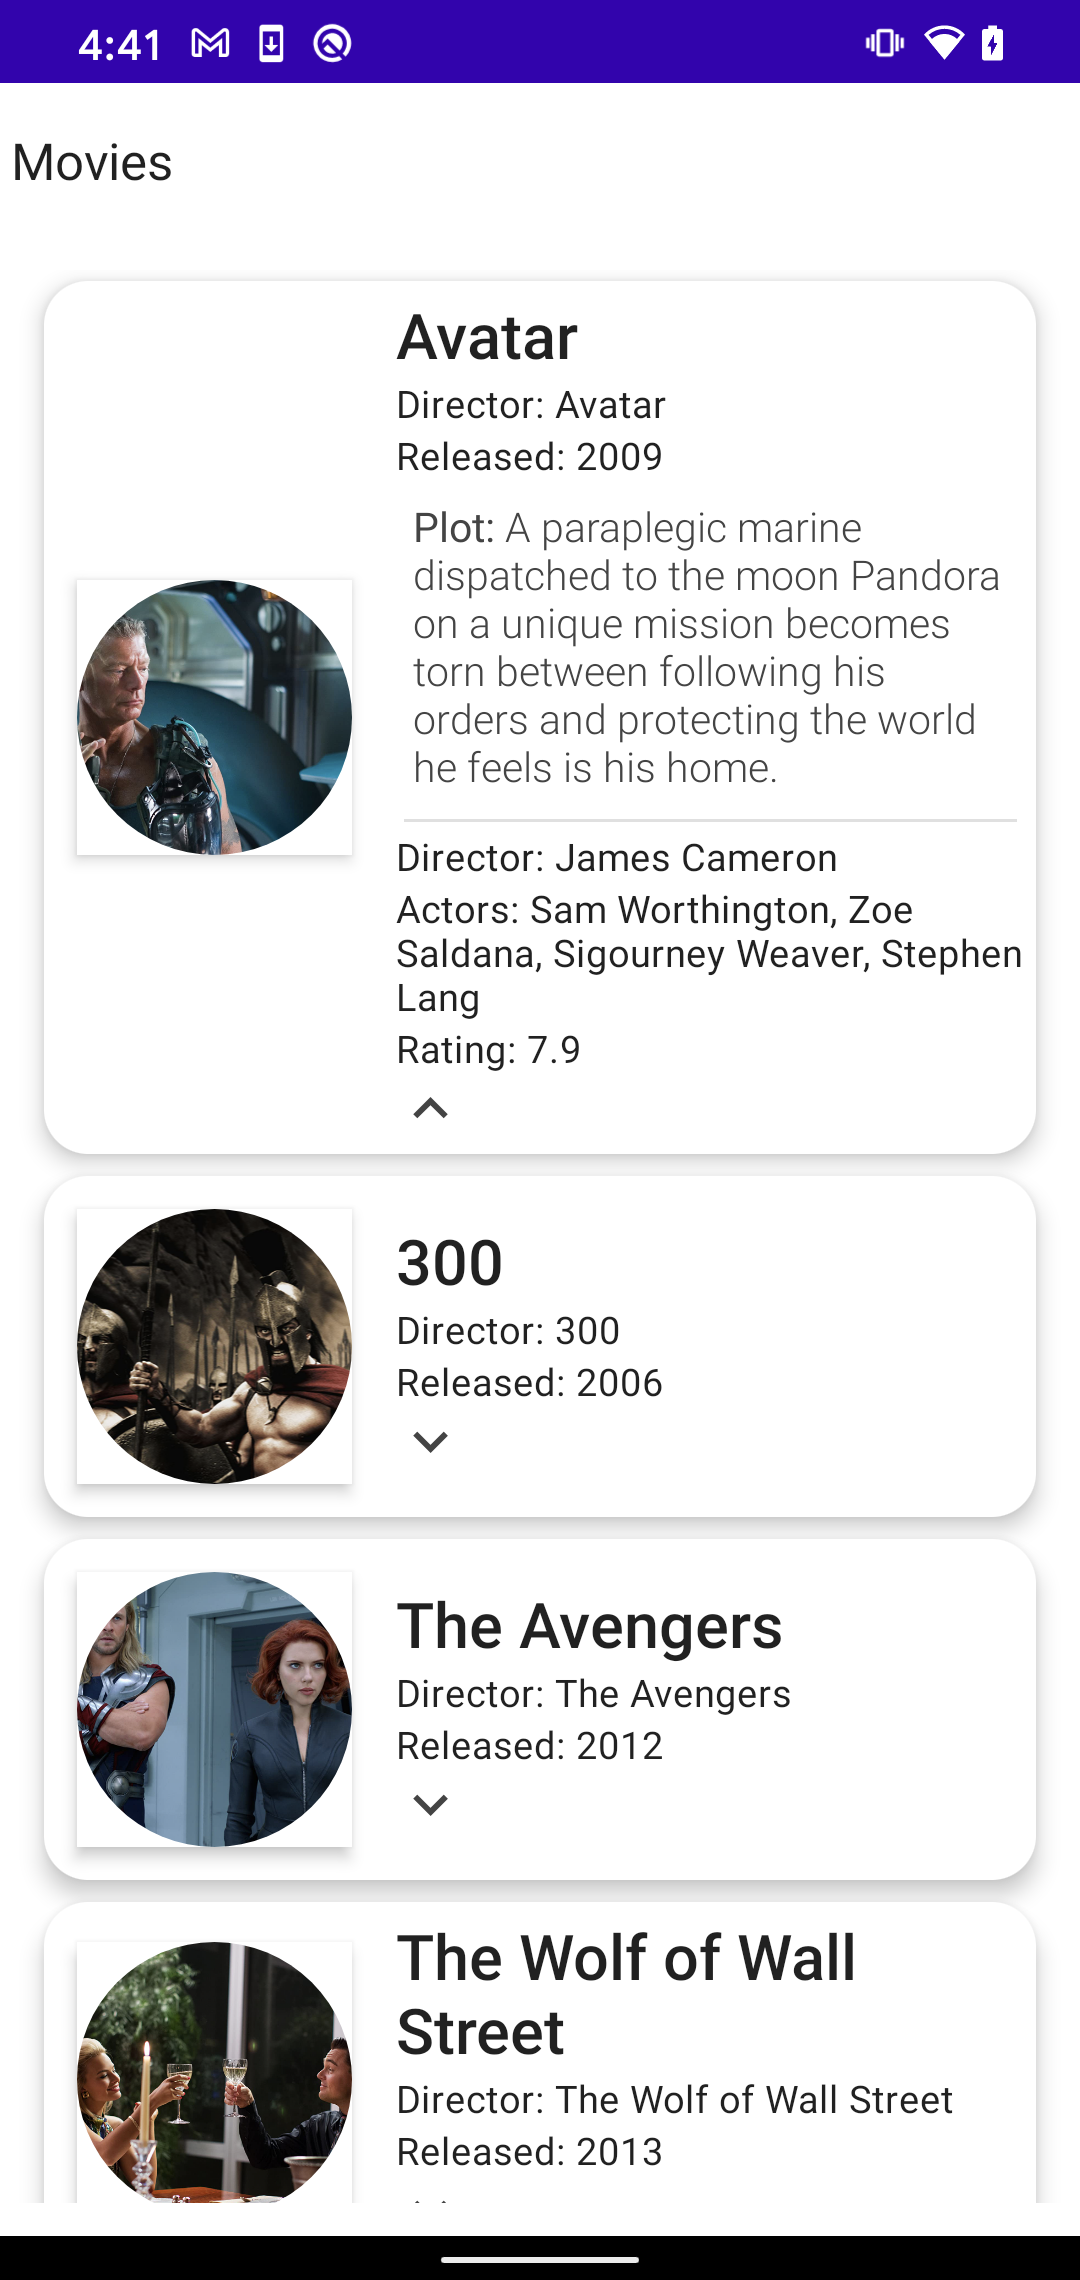 4:41
Movies
Avatar
Director: Avatar
Released: 2009
Plot: A paraplegic marine
dispatched to the moon Pandora
on a unique mission becomes
torn between following his
orders and protecting the world
he feels is his home.
Director: James Cameron
Actors: Sam Worthington, Zoe
Saldana, Sigourney Weaver, Stephen
Lang
Rating: 7.9
300
Director: 300
Released: 2006
The Avengers
Director: The Avengers
Released: 2012
The Wolf of Wall
Street
Director: The Wolf of Wall Street
Released: 2013